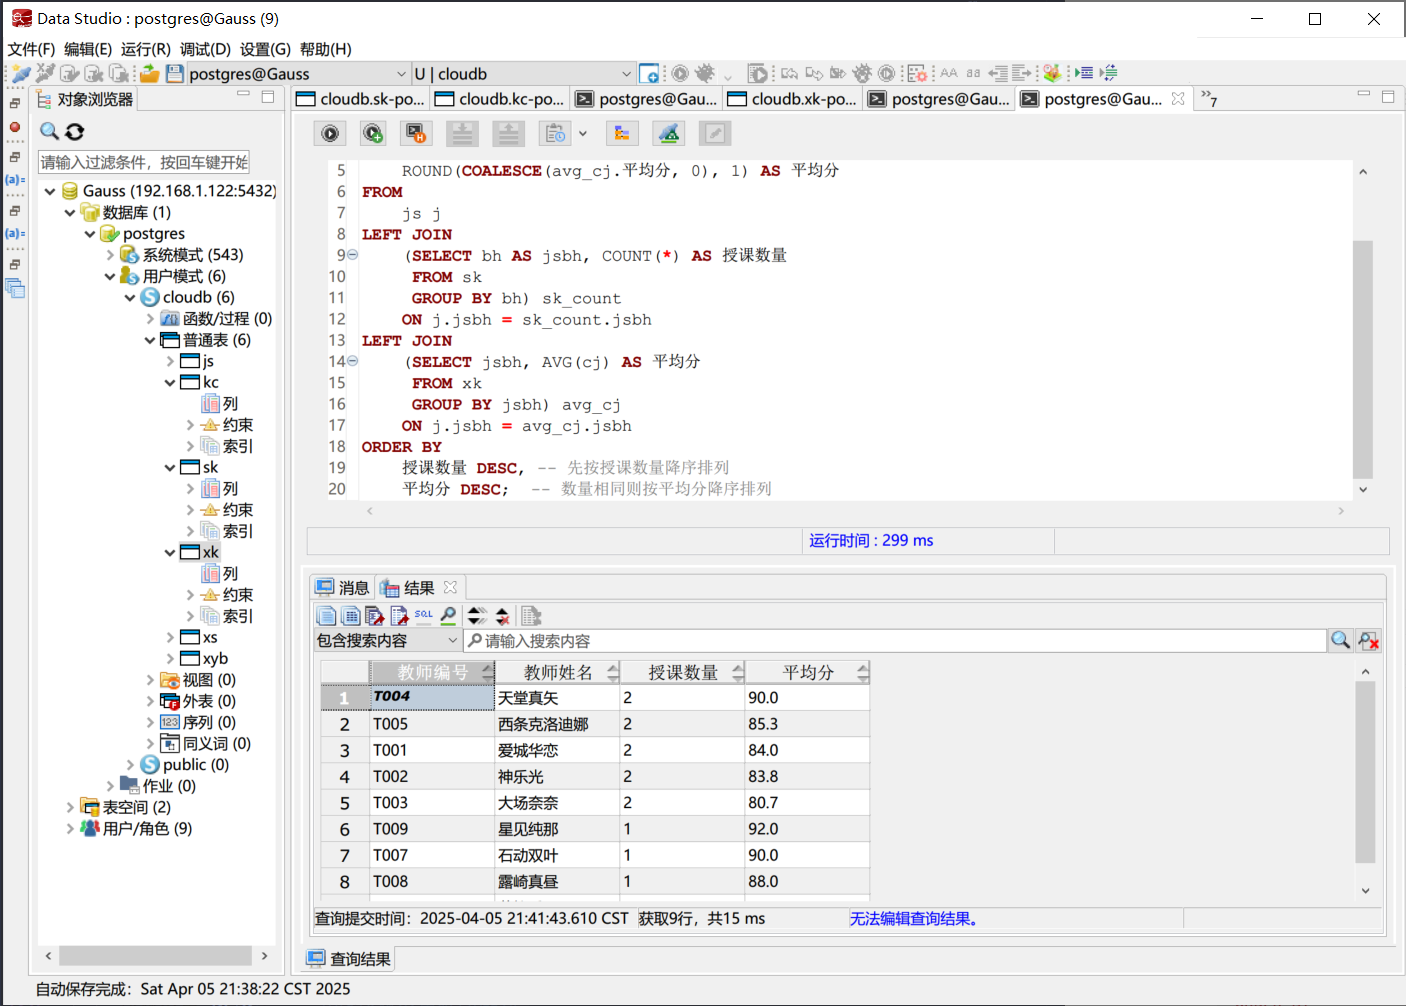 Data Studio : postgres@Gauss (9)
文件(F) 编辑(E) 运行(R) 调试(D) 设置(G) 帮助(H)
postgres@Gauss
U | cloudb
对象浏览器
请输入过滤条件，按回车键开始
Gauss (192.168.1.122:5432)
数据库 (1)
postgres
系统模式 (543)
用户模式 (6)
cloudb (6)
函数/过程 (0)
普通表 (6)
js
kc
列
约束
索引
sk
列
约束
索引
xk
列
约束
索引
xs
xyb
视图 (0)
外表 (0)
序列 (0)
同义词 (0)
public (0)
作业 (0)
表空间 (2)
用户/角色 (9)
cloudb.sk-po... cloudb.kc-po... postgres@Gau... cloudb.xk-po... postgres@Gau... postgres@Gau... 7
5 ROUND(COALESCE(avg_cj.平均分, 0), 1) AS 平均分
6 FROM
7 js j
8 LEFT JOIN
9 (SELECT bh AS jsbh, COUNT(*) AS 授课数量
10 FROM sk
11 GROUP BY bh) sk_count
12 ON j.jsbh = sk_count.jsbh
13 LEFT JOIN
14 (SELECT jsbh, AVG(cj) AS 平均分
15 FROM xk
16 GROUP BY jsbh) avg_cj
17 ON j.jsbh = avg_cj.jsbh
18 ORDER BY
19 授课数量 DESC, -- 先按授课数量降序排列
20 平均分 DESC; -- 数量相同则按平均分降序排列
运行时间 : 299 ms
消息 结果
SQL
包含搜索内容 请输入搜索内容
教师编号 教师姓名 授课数量 平均分
1 T004 天堂真矢 2 90.0
2 T005 西条克洛迪娜 2 85.3
3 T001 爱城华恋 2 84.0
4 T002 神乐光 2 83.8
5 T003 大场奈奈 2 80.7
6 T009 星见纯那 1 92.0
7 T007 石动双叶 1 90.0
8 T008 露崎真昼 1 88.0
查询提交时间：2025-04-05 21:41:43.610 CST 获取9行，共15 ms 无法编辑查询结果。
查询结果
自动保存完成：Sat Apr 05 21:38:22 CST 2025